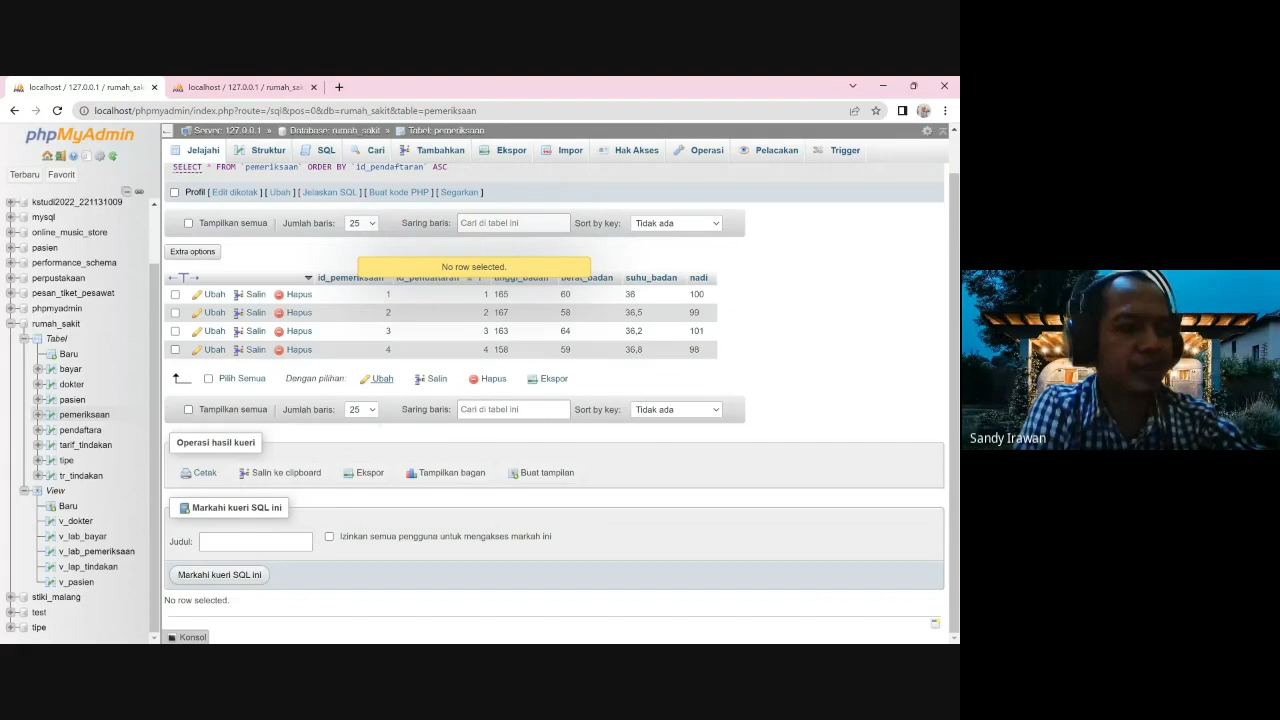 localhost / 127.0.0.1 / rumah_sak
localhost / 127.0.0.1 / rumah_sak
localhost/phpmyadmin/index.php?route=/sql&pos=0&db=rumah_sakit&table=pemeriksaan
phpMyAdmin
Terbaru Favorit
kstudi2022_221131009
mysql
online_music_store
pasien
performance_schema
perpustakaan
pesan_tiket_pesawat
phpmyadmin
rumah_sakit
Tabel
Baru
bayar
dokter
pasien
pemeriksaan
pendaftara
tarif_tindakan
tipe
tr_tindakan
View
Baru
v_dokter
v_lab_bayar
v_lab_pemeriksaan
v_lap_tindakan
v_pasien
stiki_malang
test
tipe
Server: 127.0.0.1 » Database: rumah_sakit » Tabel: pemeriksaan
Jelajahi Struktur SQL Cari Tambahkan Ekspor Impor Hak Akses Operasi Pelacakan Trigger
SELECT * FROM `pemeriksaan` ORDER BY `id_pendaftaran` ASC
Profil [ Edit dikotak ] [ Ubah ] [ Jelaskan SQL ] [ Buat kode PHP ] [ Segarkan ]
Tampilkan semua Jumlah baris: 25 Saring baris: Cari di tabel ini Sort by key: Tidak ada
Extra options
No row selected.
id_pemeriksaan id_pendaftaran tinggi_badan berat_badan suhu_badan nadi
Ubah Salin Hapus 1 1 165 60 36 100
Ubah Salin Hapus 2 2 167 58 36,5 99
Ubah Salin Hapus 3 3 163 64 36,2 101
Ubah Salin Hapus 4 4 158 59 36,8 98
Pilih Semua Dengan pilihan: Ubah Salin Hapus Ekspor
Tampilkan semua Jumlah baris: 25 Saring baris: Cari di tabel ini Sort by key: Tidak ada
Operasi hasil kueri
Cetak Salin ke clipboard Ekspor Tampilkan bagan Buat tampilan
Markahi kueri SQL ini
Judul: Izinkan semua pengguna untuk mengakses markah ini
Markahi kueri SQL ini
No row selected.
Konsol
Sandy Irawan